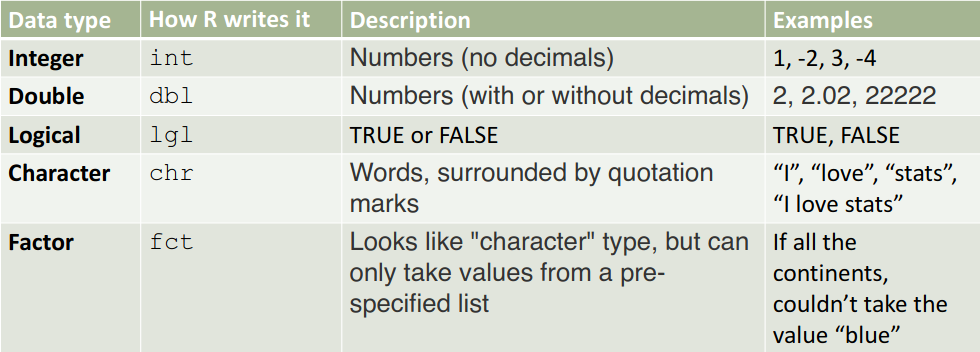 Data type How R writes it Description Examples
Integer int Numbers (no decimals) 1, -2, 3, -4
Double dbl Numbers (with or without decimals) 2, 2.02, 22222
Logical lgl TRUE or FALSE TRUE, FALSE
Character chr Words, surrounded by quotation marks “I”, “love”, “stats”, “I love stats”
Factor fct Looks like "character" type, but can only take values from a pre-specified list If all the continents, couldn’t take the value “blue”